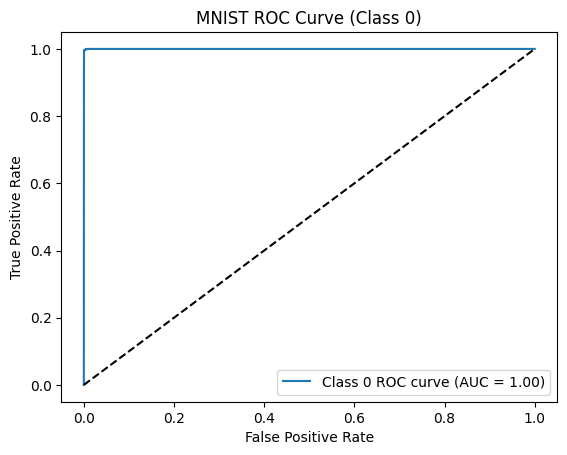 MNIST ROC Curve (Class 0)
True Positive Rate
1.0
0.8
0.6
0.4
0.2
0.0
Class 0 ROC curve (AUC = 1.00)
0.0 0.2 0.4 0.6 0.8 1.0
False Positive Rate